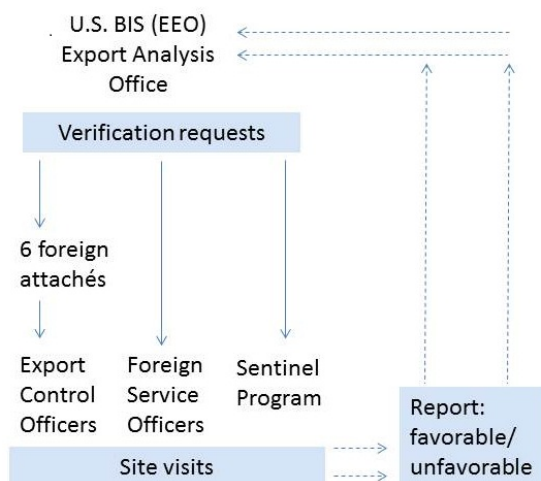 U.S. BIS (EEO)
Export Analysis
Office
Verification requests
6 foreign
attachés
Export
Control
Officers
Foreign
Service
Officers
Sentinel
Program
Site visits
Report:
favorable/
unfavorable